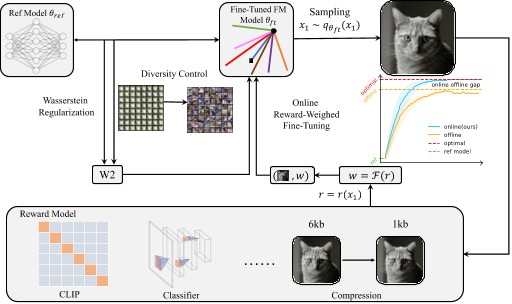 Ref Model θref
Fine-Tuned FM
Model θft
Sampling
x1 ~ qθft(x1)
Diversity Control
Wasserstein
Regularization
Online
Reward-Weighed
Fine-Tuning
optimal
offline
online offline gap
online(ours)
offline
optimal
ref model
ref
W2
( , w)
w = F(r)
r = r(x1)
Reward Model
6kb
1kb
......
CLIP
Classifier
Compression